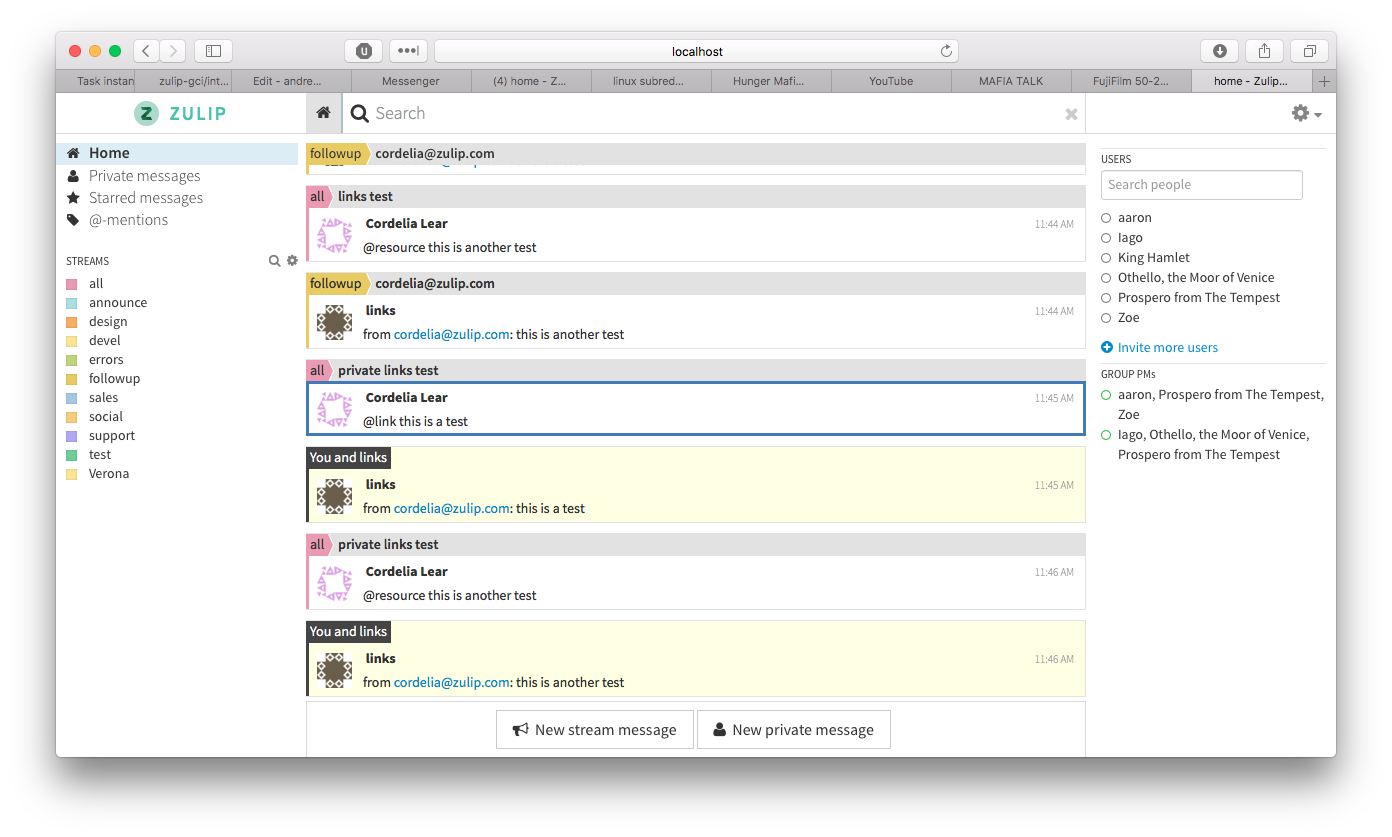 localhost
Task instan
zulip-gci/int...
Edit - andre...
Messenger
(4) home - Z...
linux subred...
Hunger Mafi...
YouTube
MAFIA TALK
FujiFilm 50-2...
home - Zulip...
ZULIP
Search
Home
Private messages
Starred messages
@-mentions
STREAMS
all
announce
design
devel
errors
followup
sales
social
support
test
Verona
followup cordelia@zulip.com
all links test
Cordelia Lear 11:44 AM
@resource this is another test
followup cordelia@zulip.com
links 11:44 AM
from cordelia@zulip.com: this is another test
all private links test
Cordelia Lear 11:45 AM
@link this is a test
You and links
links 11:45 AM
from cordelia@zulip.com: this is a test
all private links test
Cordelia Lear 11:46 AM
@resource this is another test
You and links
links 11:46 AM
from cordelia@zulip.com: this is another test
New stream message
New private message
USERS
Search people
aaron
Iago
King Hamlet
Othello, the Moor of Venice
Prospero from The Tempest
Zoe
Invite more users
GROUP PMs
aaron, Prospero from The Tempest,
Zoe
Iago, Othello, the Moor of Venice,
Prospero from The Tempest